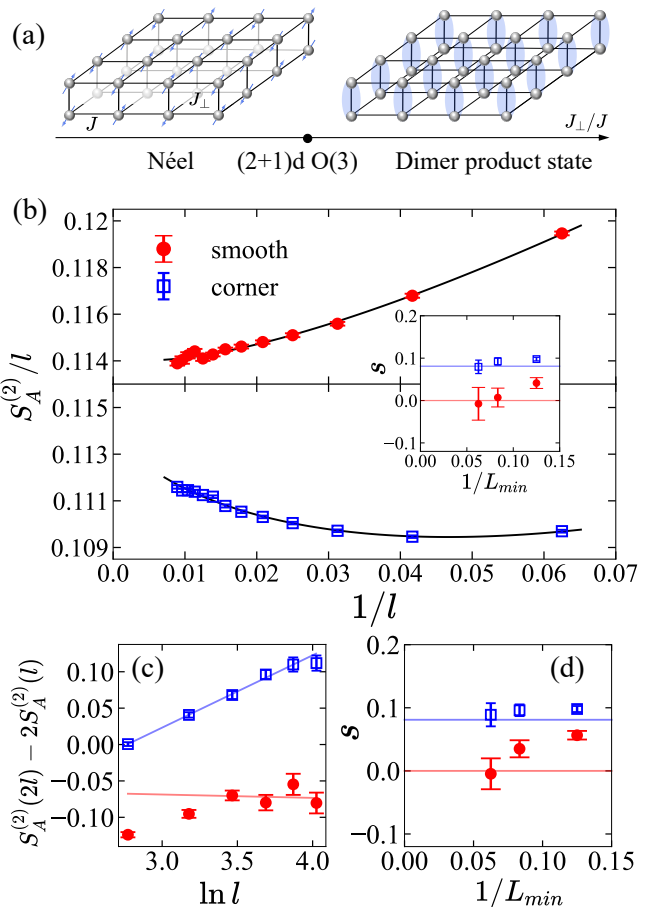 (a)
J
J⊥
J⊥/J
Néel
(2+1)d O(3)
Dimer product state
(b)
0.12
0.118
0.116
0.114
0.115
0.113
0.111
0.109
S_A^(2)/l
smooth
corner
0.2
0.1
0.0
−0.1
s
0.00
0.05
0.10
0.15
1/L_min
0.0
0.01
0.02
0.03
0.04
0.05
0.06
0.07
1/l
(c)
0.10
0.05
0.00
−0.05
−0.10
S_A^(2)(2l) − 2S_A^(2)(l)
3.0
3.5
4.0
ln l
(d)
0.2
0.1
0.0
−0.1
s
0.00
0.05
0.10
0.15
1/L_min